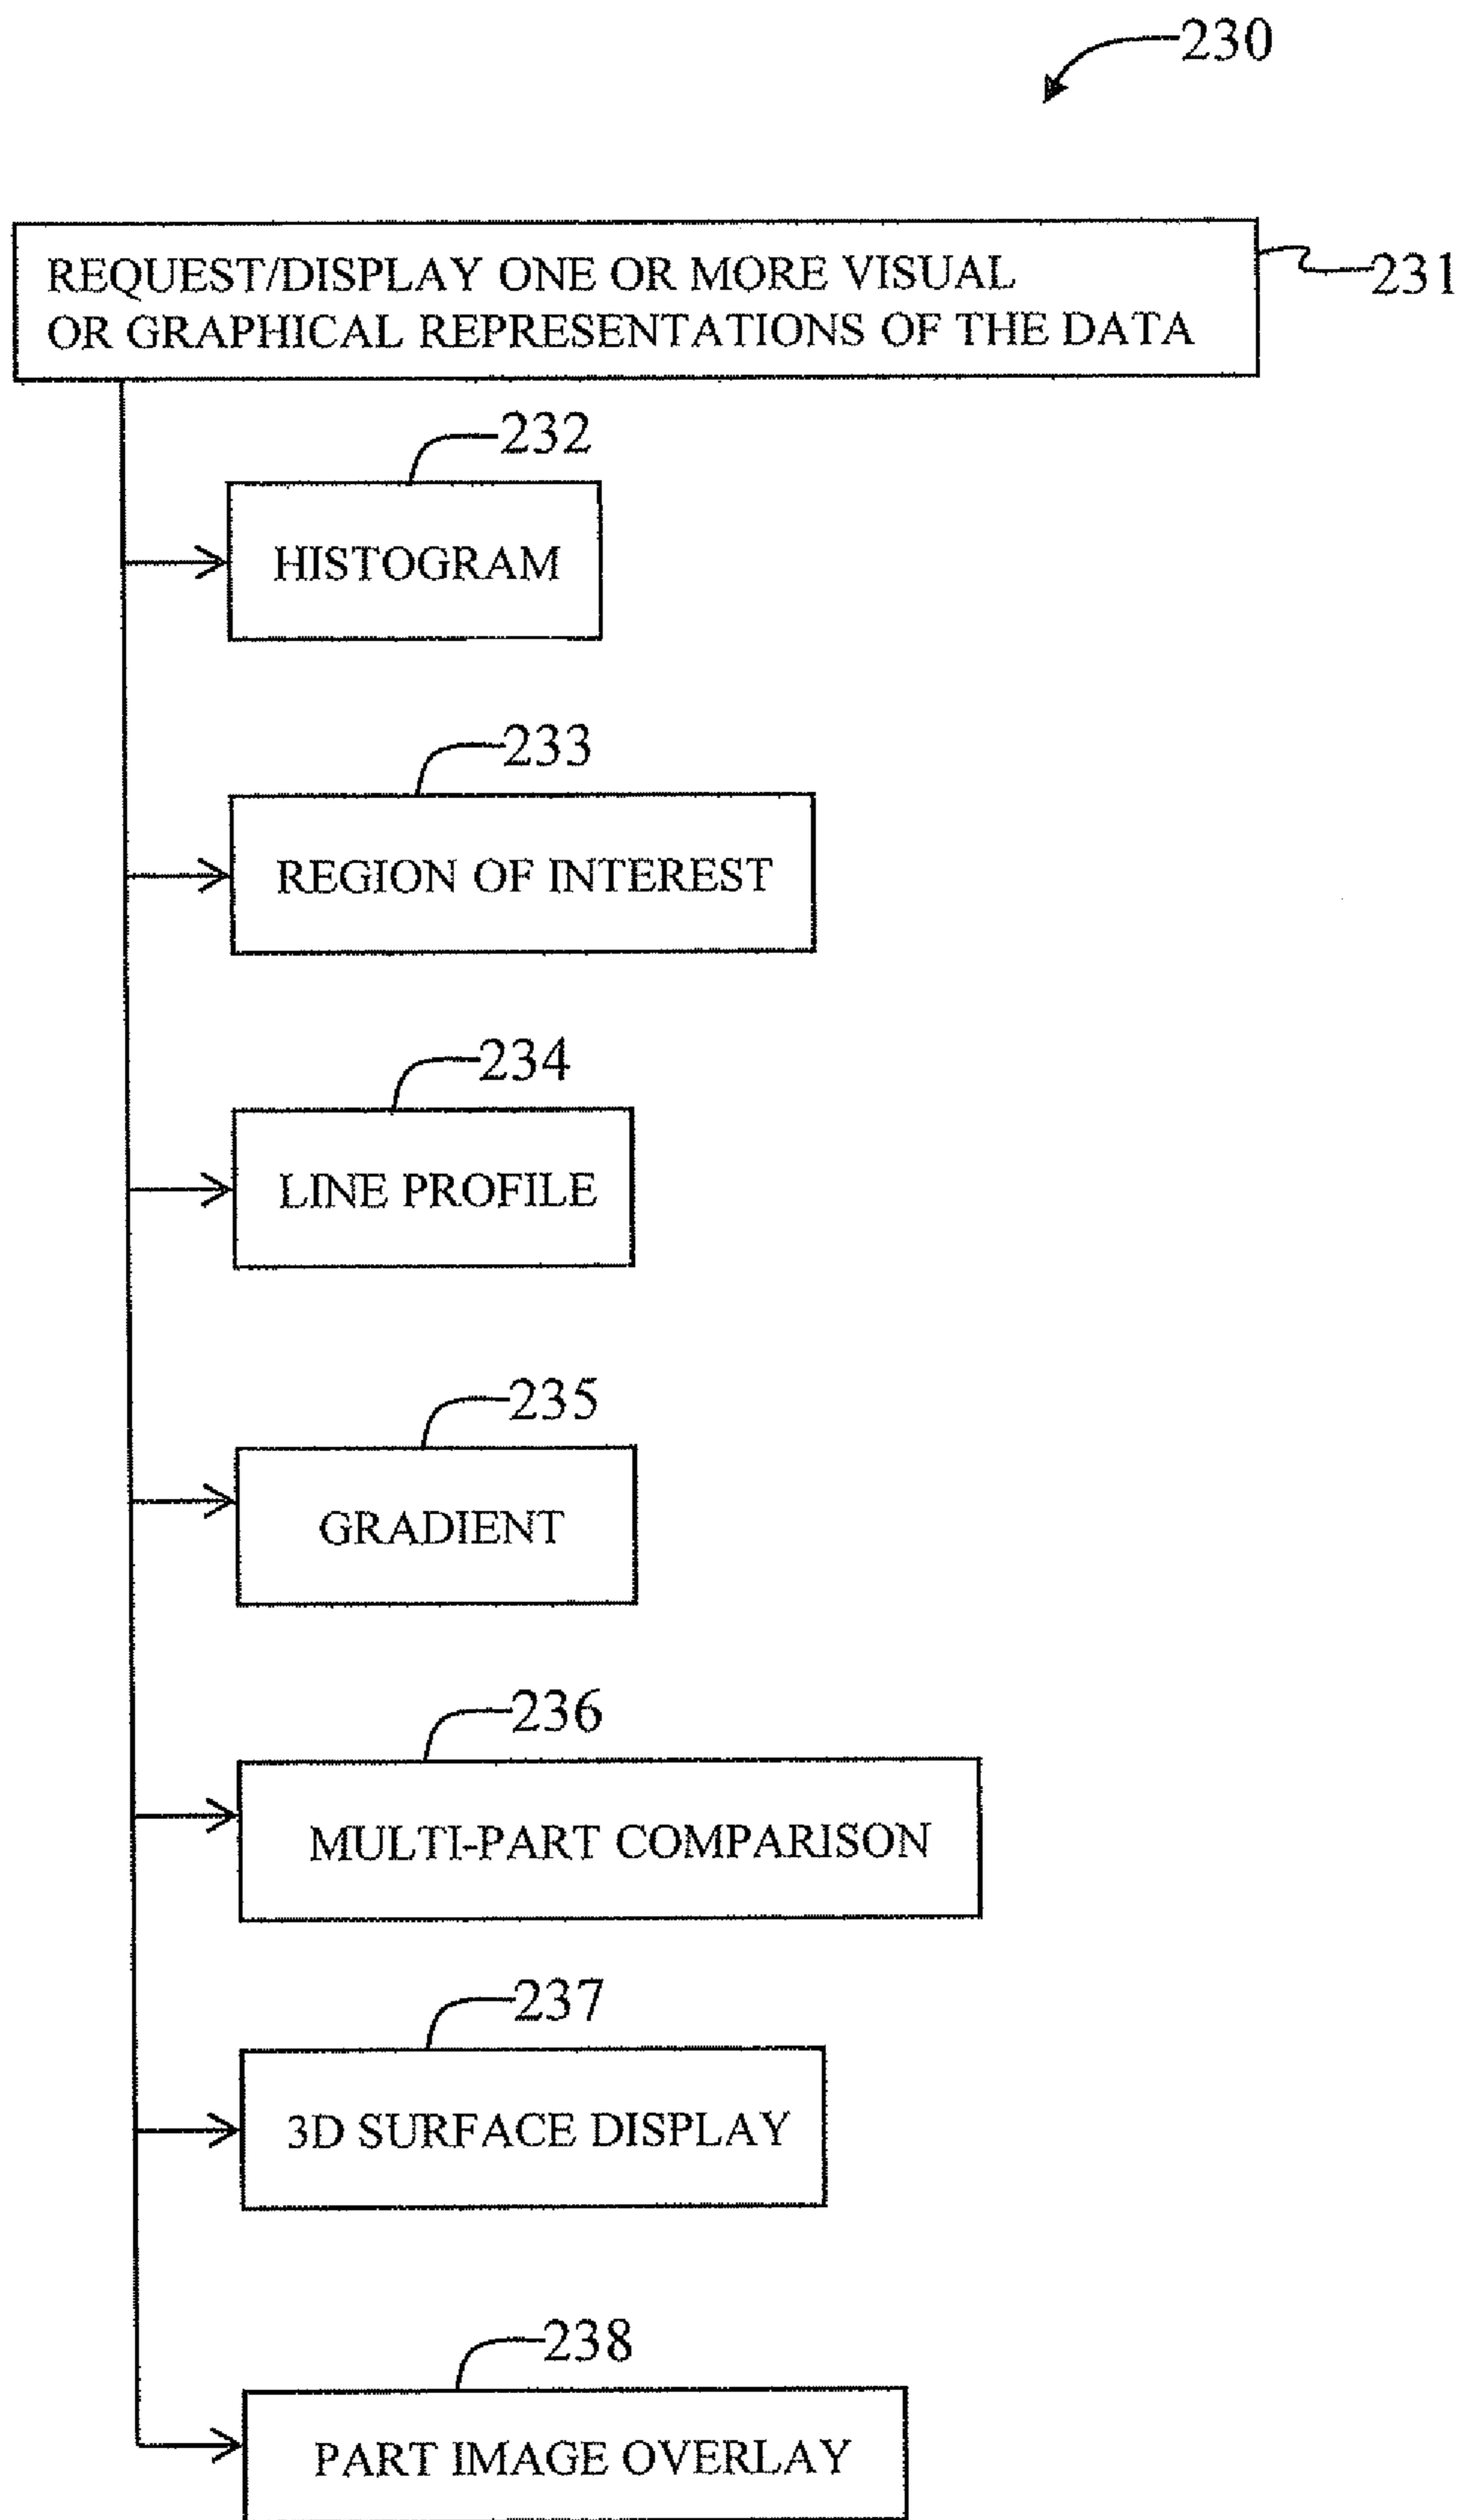 230
REQUEST/DISPLAY ONE OR MORE VISUAL
OR GRAPHICAL REPRESENTATIONS OF THE DATA
231
232
HISTOGRAM
233
REGION OF INTEREST
234
LINE PROFILE
235
GRADIENT
236
MULTI-PART COMPARISON
237
3D SURFACE DISPLAY
238
PART IMAGE OVERLAY